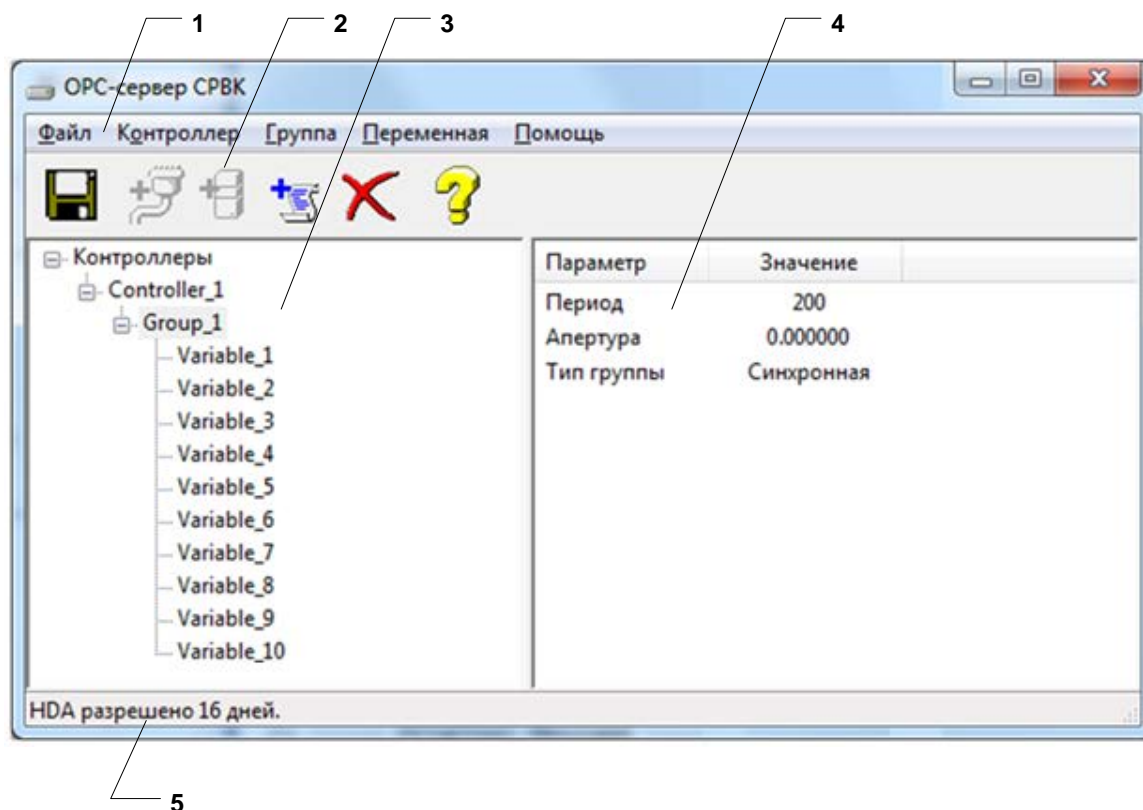 1 2 3 4
OPC-сервер СРВК
Файл Контроллер Группа Переменная Помощь
Контроллеры
Controller_1
Group_1
Variable_1
Variable_2
Variable_3
Variable_4
Variable_5
Variable_6
Variable_7
Variable_8
Variable_9
Variable_10
Параметр Значение
Период 200
Апертура 0.000000
Тип группы Синхронная
HDA разрешено 16 дней.
5